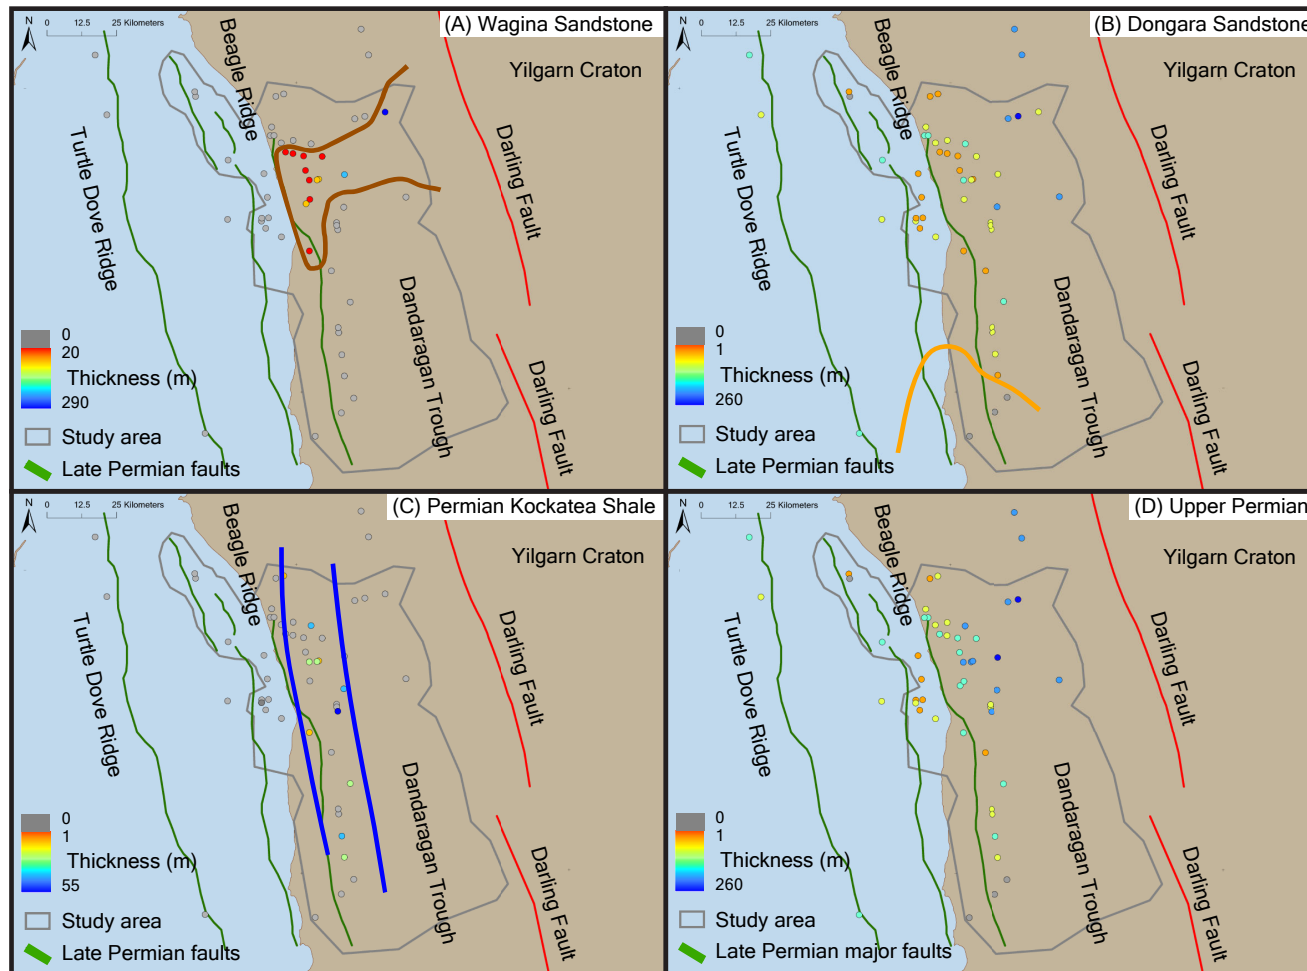 (A) Wagina Sandstone
N
0 12.5 25 Kilometers
Beagle Ridge
Yilgarn Craton
Turtle Dove Ridge
Darling Fault
Dandaragan Trough
Darling Fault
0
20
Thickness (m)
290
Study area
Late Permian faults
(B) Dongara Sandstone
N
0 12.5 25 Kilometers
Beagle Ridge
Yilgarn Craton
Turtle Dove Ridge
Darling Fault
Dandaragan Trough
Darling Fault
0
1
Thickness (m)
260
Study area
Late Permian faults
(C) Permian Kockatea Shale
N
0 12.5 25 Kilometers
Beagle Ridge
Yilgarn Craton
Turtle Dove Ridge
Darling Fault
Dandaragan Trough
Darling Fault
0
1
Thickness (m)
55
Study area
Late Permian faults
(D) Upper Permian
N
0 12.5 25 Kilometers
Beagle Ridge
Yilgarn Craton
Turtle Dove Ridge
Darling Fault
Dandaragan Trough
Darling Fault
0
1
Thickness (m)
260
Study area
Late Permian major faults